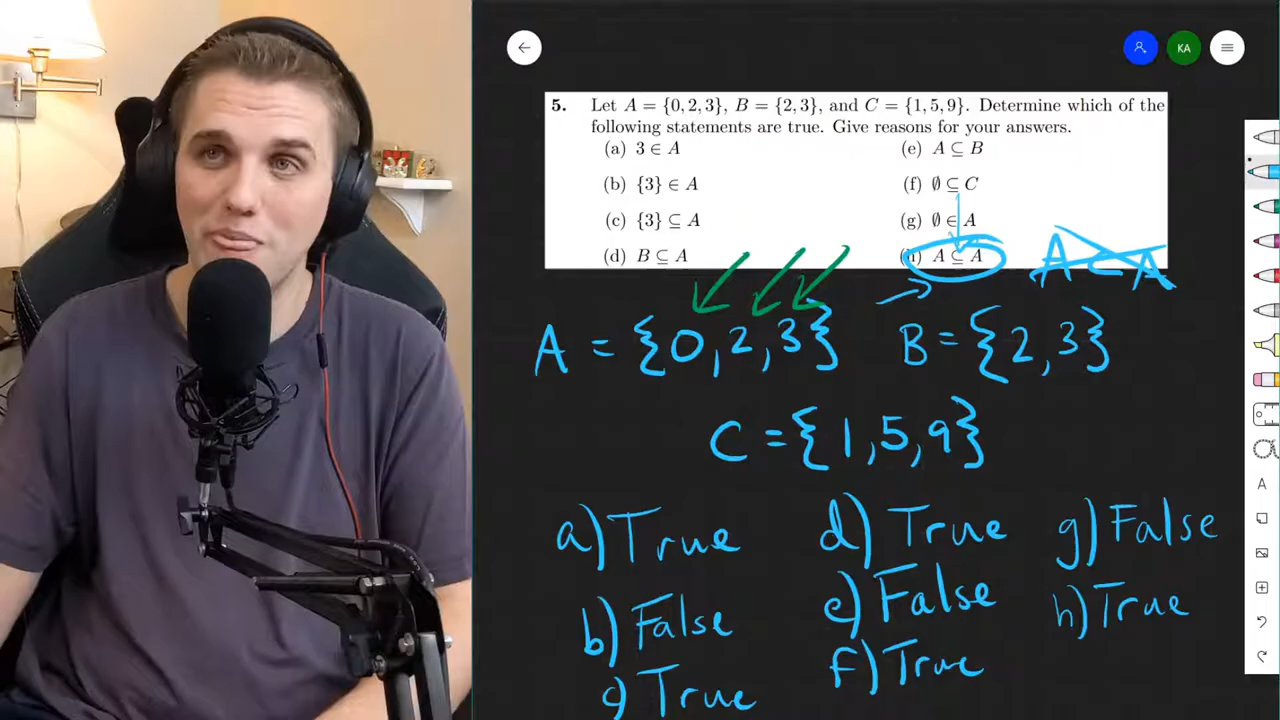 KA
5. Let A = {0, 2, 3}, B = {2, 3}, and C = {1, 5, 9}. Determine which of the
following statements are true. Give reasons for your answers.
(a) 3 ∈ A
(b) {3} ∈ A
(c) {3} ⊆ A
(d) B ⊆ A
(e) A ⊆ B
(f) ∅ ⊆ C
(g) ∅ ∈ A
(h) A ⊆ A
A ⊂ A
A = {0, 2, 3}
B = {2, 3}
C = {1, 5, 9}
a) True
b) False
c) True
d) True
e) False
f) True
g) False
h) True
A